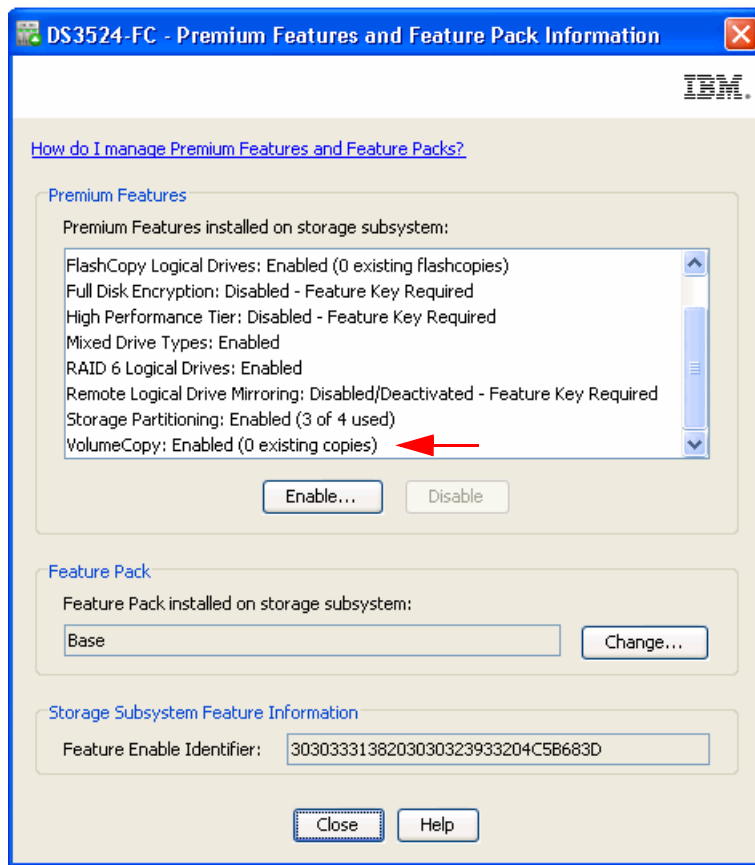 DS3524-FC - Premium Features and Feature Pack Information
IBM.
How do I manage Premium Features and Feature Packs?
Premium Features
Premium Features installed on storage subsystem:
FlashCopy Logical Drives: Enabled (0 existing flashcopies)
Full Disk Encryption: Disabled - Feature Key Required
High Performance Tier: Disabled - Feature Key Required
Mixed Drive Types: Enabled
RAID 6 Logical Drives: Enabled
Remote Logical Drive Mirroring: Disabled/Deactivated - Feature Key Required
Storage Partitioning: Enabled (3 of 4 used)
VolumeCopy: Enabled (0 existing copies)
Enable... Disable
Feature Pack
Feature Pack installed on storage subsystem:
Base Change...
Storage Subsystem Feature Information
Feature Enable Identifier: 30303331382030303233933204C5B683D
Close Help